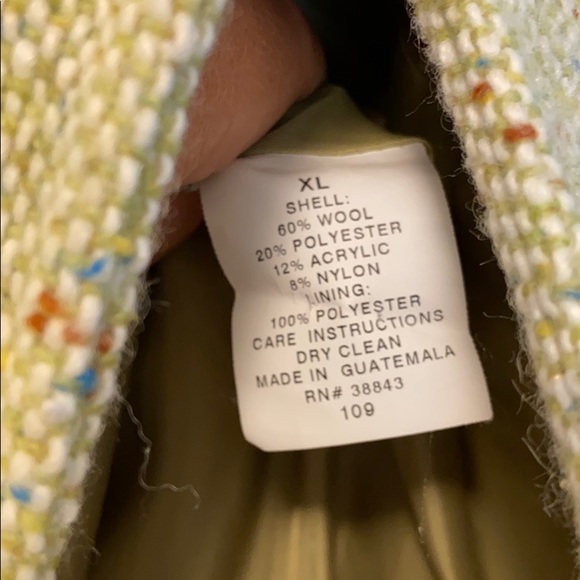 XL
SHELL:
60% WOOL
20% POLYESTER
12% ACRYLIC
8% NYLON
LINING:
100% POLYESTER
CARE INSTRUCTIONS
DRY CLEAN
MADE IN GUATEMALA
RN# 38843
109